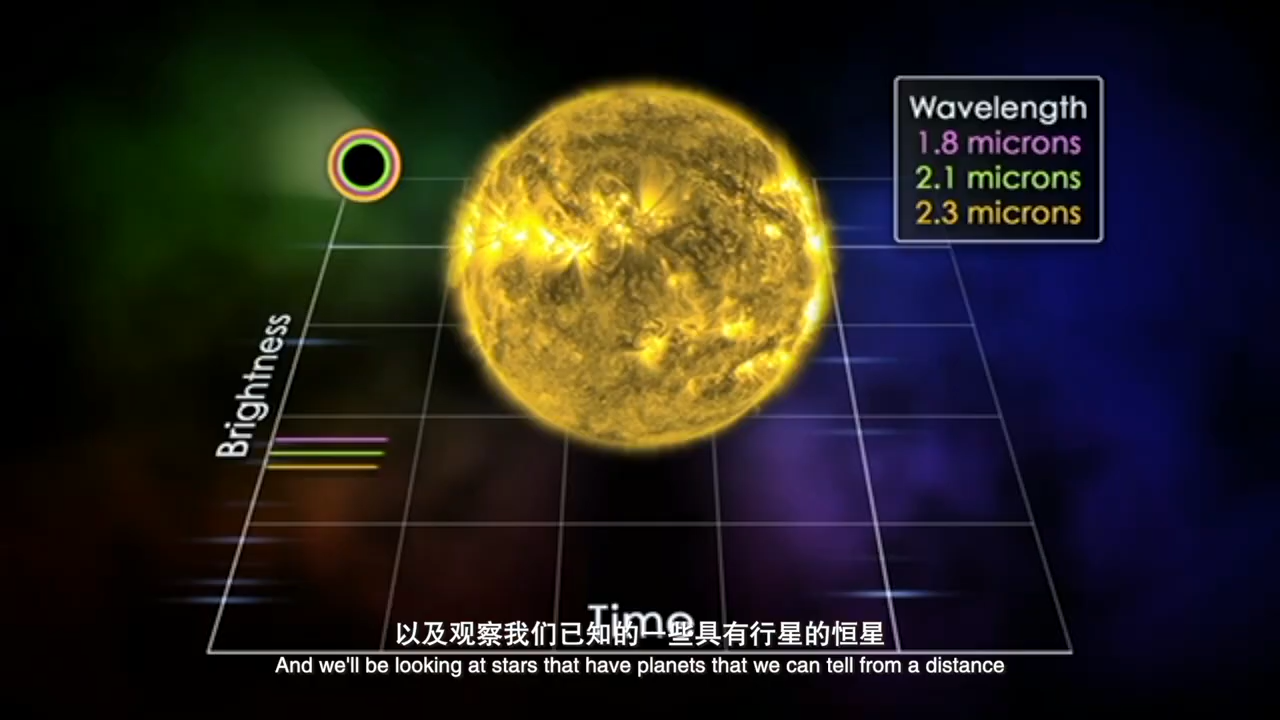 Wavelength
1.8 microns
2.1 microns
2.3 microns
Brightness
Time
以及观察我们已知的一些具有行星的恒星
And we'll be looking at stars that have planets that we can tell from a distance